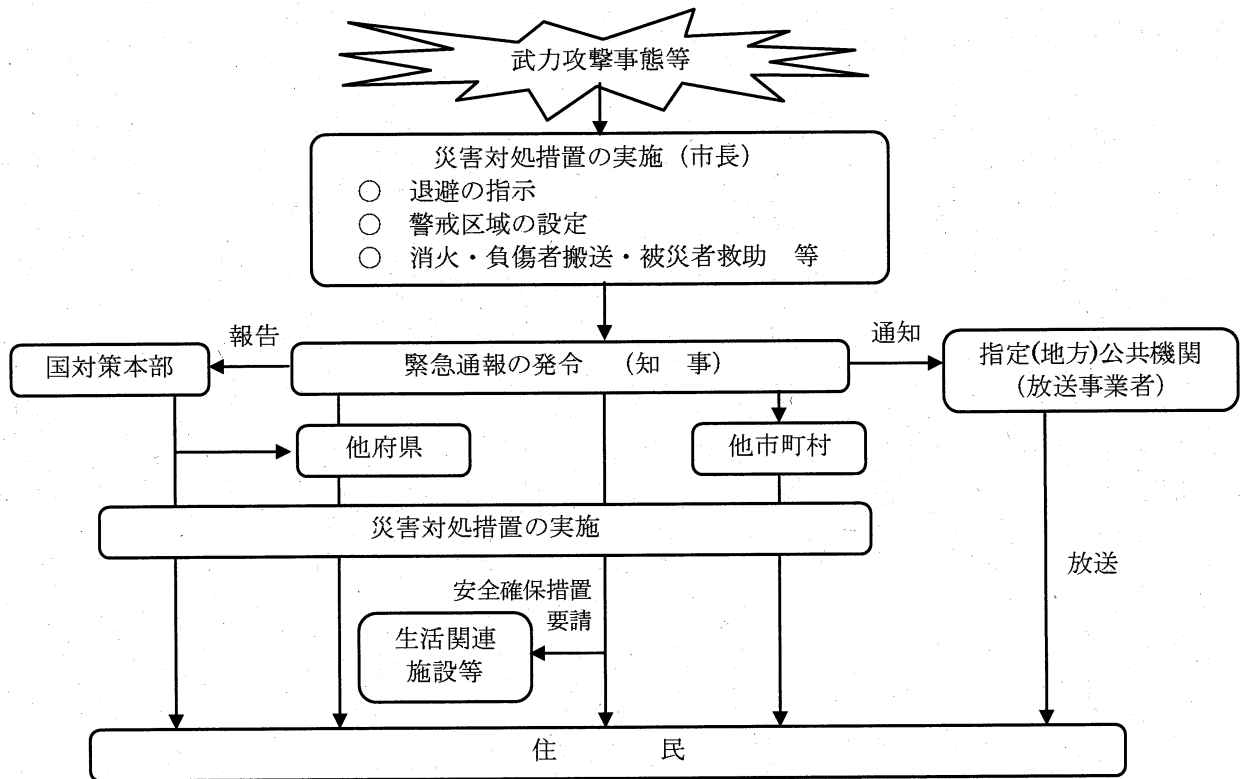 武力攻撃事態等
災害対処措置の実施(市長)
○ 退避の指示
○ 警戒区域の設定
○ 消火・負傷者搬送・被災者救助 等
報告
通知
国対策本部
緊急通報の発令 (知 事)
指定(地方)公共機関
(放送事業者)
他府県
他市町村
災害対処措置の実施
放送
安全確保措置
要請
生活関連
施設等
住 民